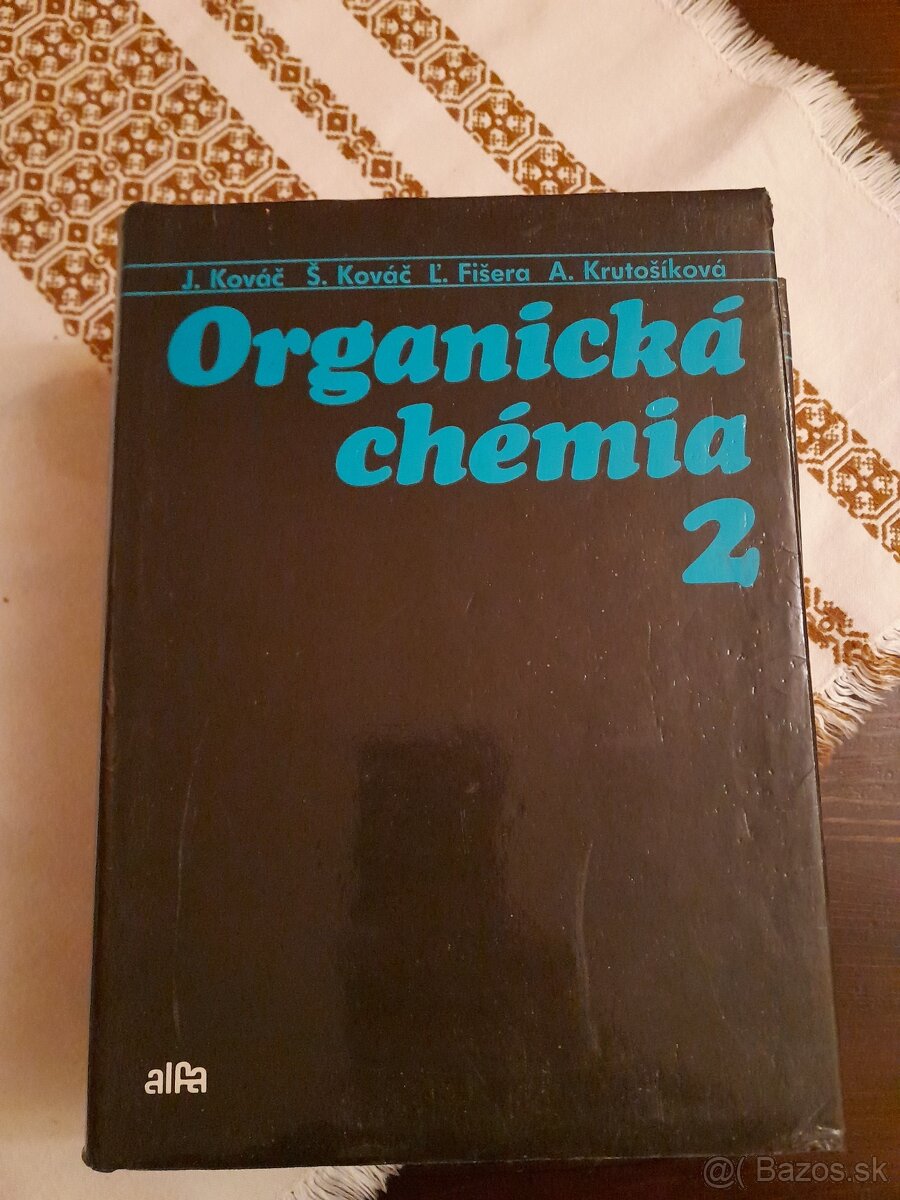 J. Kováč Š. Kováč Ľ. Fišera A. Krutošíková
Organická
chémia
2
alfa
@( Bazos.sk